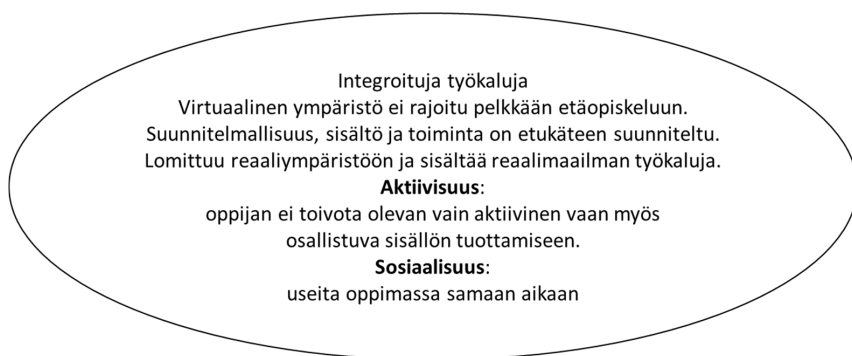 Integroituja työkaluja
Virtuaalinen ympäristö ei rajoitu pelkkään etäopiskeluun.
Suunnitelmallisuus, sisältö ja toiminta on etukäteen suunniteltu.
Lomittuu reaaliympäristöön ja sisältää reaalimaailman työkaluja.
Aktiivisuus:
oppijan ei toivota olevan vain aktiivinen vaan myös
osallistuva sisällön tuottamiseen.
Sosiaalisuus:
useita oppimassa samaan aikaan